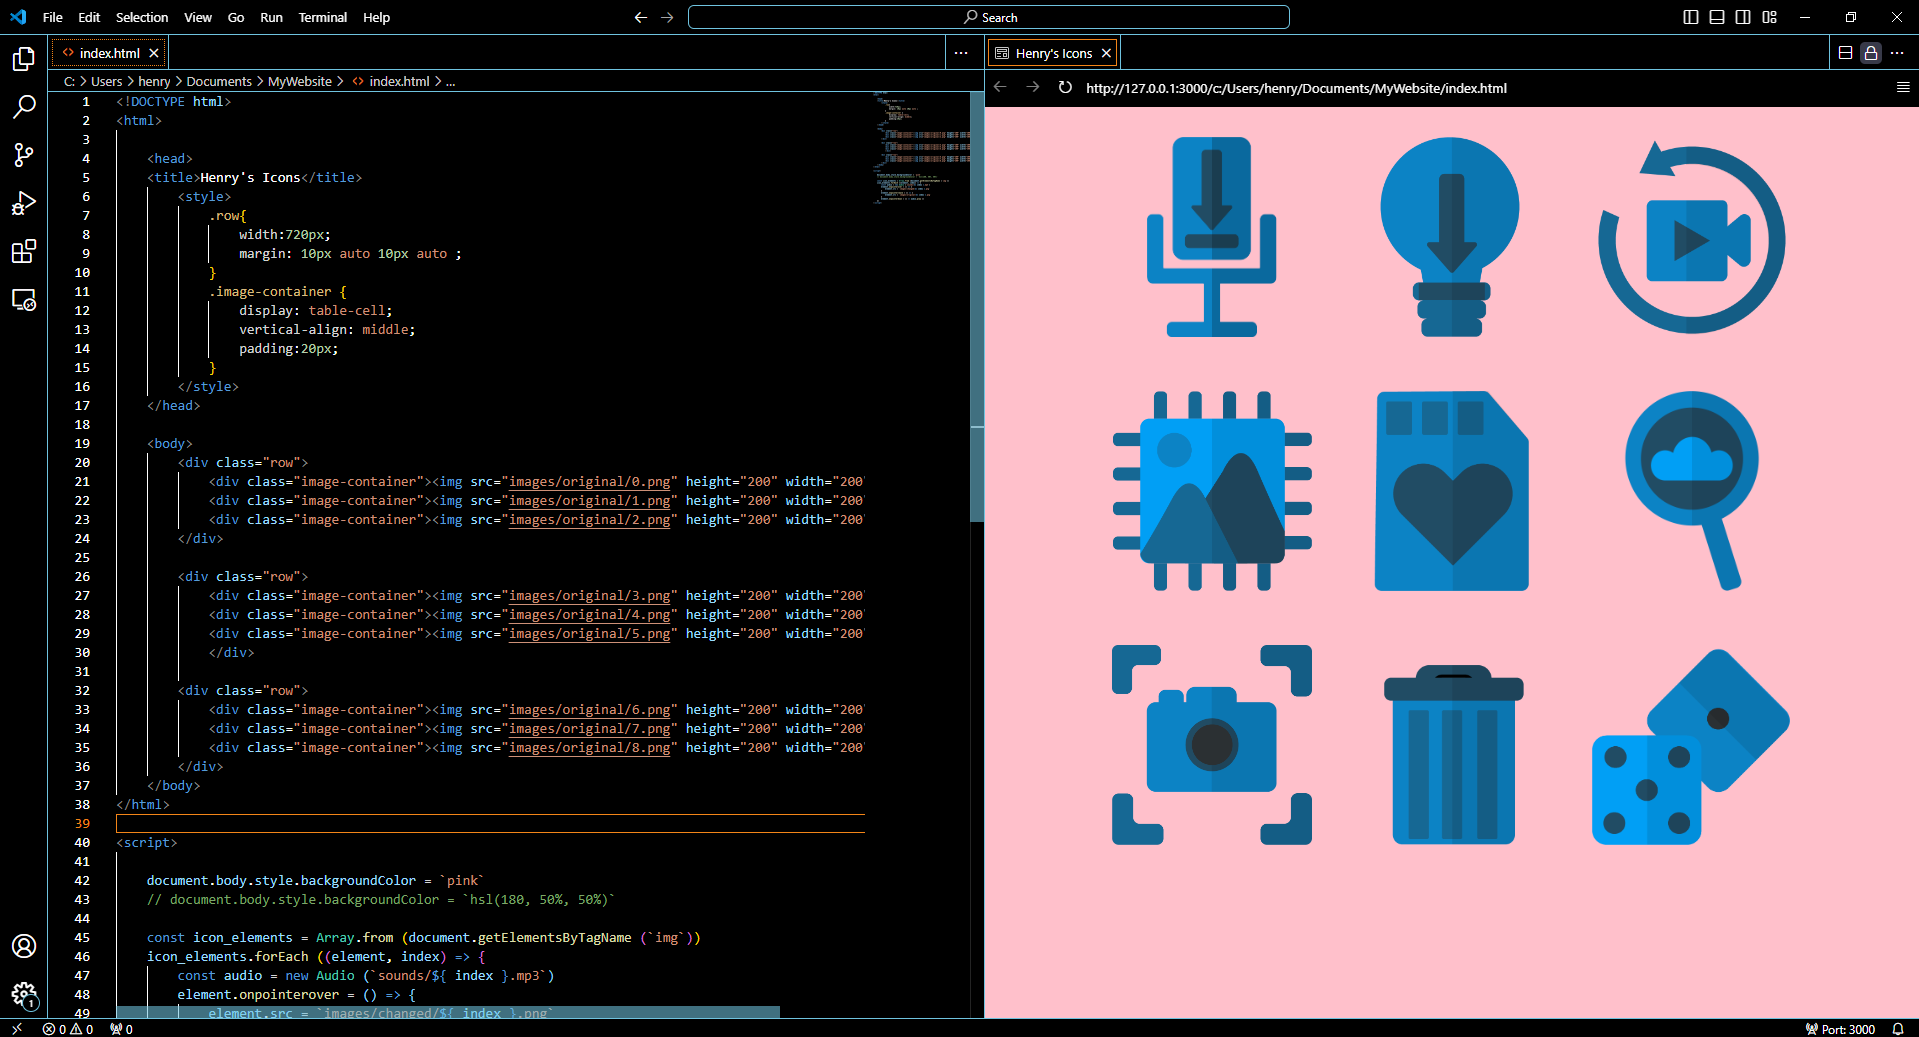 File Edit Selection View Go Run Terminal Help
Search
index.html
Henry's Icons
C: > Users > henry > Documents > MyWebsite > index.html > ...
http://127.0.0.1:3000/c:/Users/henry/Documents/MyWebsite/index.html
1 <!DOCTYPE html>
2 <html>
3
4 <head>
5 <title>Henry's Icons</title>
6 <style>
7 .row{
8 width:720px;
9 margin: 10px auto 10px auto ;
10 }
11 .image-container {
12 display: table-cell;
13 vertical-align: middle;
14 padding:20px;
15 }
16 </style>
17 </head>
18
19 <body>
20 <div class="row">
21 <div class="image-container"><img src="images/original/0.png" height="200" width="200"
22 <div class="image-container"><img src="images/original/1.png" height="200" width="200"
23 <div class="image-container"><img src="images/original/2.png" height="200" width="200"
24 </div>
25
26 <div class="row">
27 <div class="image-container"><img src="images/original/3.png" height="200" width="200"
28 <div class="image-container"><img src="images/original/4.png" height="200" width="200"
29 <div class="image-container"><img src="images/original/5.png" height="200" width="200"
30 </div>
31
32 <div class="row">
33 <div class="image-container"><img src="images/original/6.png" height="200" width="200"
34 <div class="image-container"><img src="images/original/7.png" height="200" width="200"
35 <div class="image-container"><img src="images/original/8.png" height="200" width="200"
36 </div>
37 </body>
38 </html>
39
40 <script>
41
42 document.body.style.backgroundColor = `pink`
43 // document.body.style.backgroundColor = `hsl(180, 50%, 50%)`
44
45 const icon_elements = Array.from (document.getElementsByTagName (`img`))
46 icon_elements.forEach ((element, index) => {
47 const audio = new Audio (`sounds/${ index }.mp3`)
48 element.onpointerover = () => {
49 element.src = `images/changed/${ index }.png`
1
0 0 0
Port: 3000